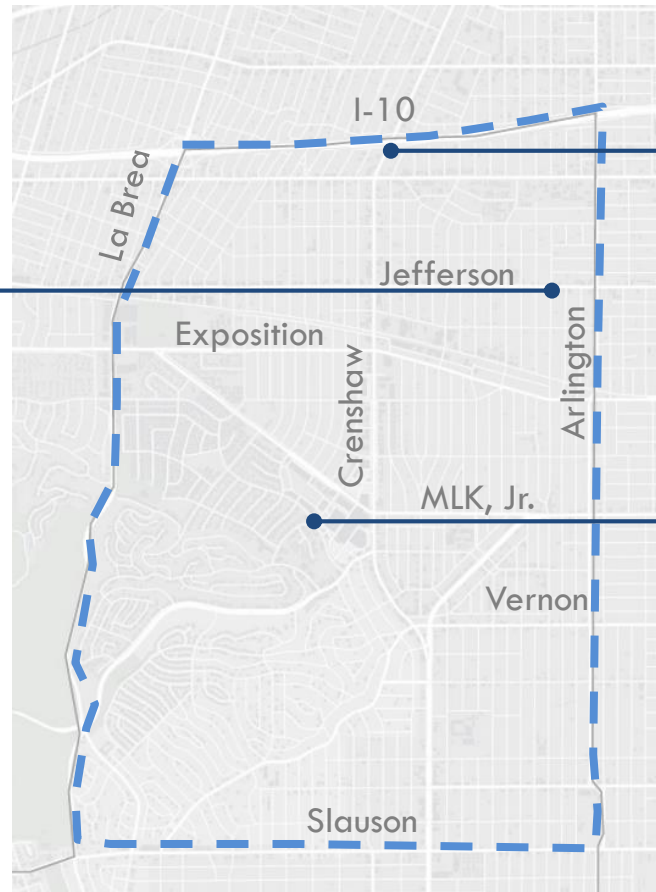 I-10
La Brea
Jefferson
Exposition
Crenshaw
Arlington
MLK, Jr.
Vernon
Slauson